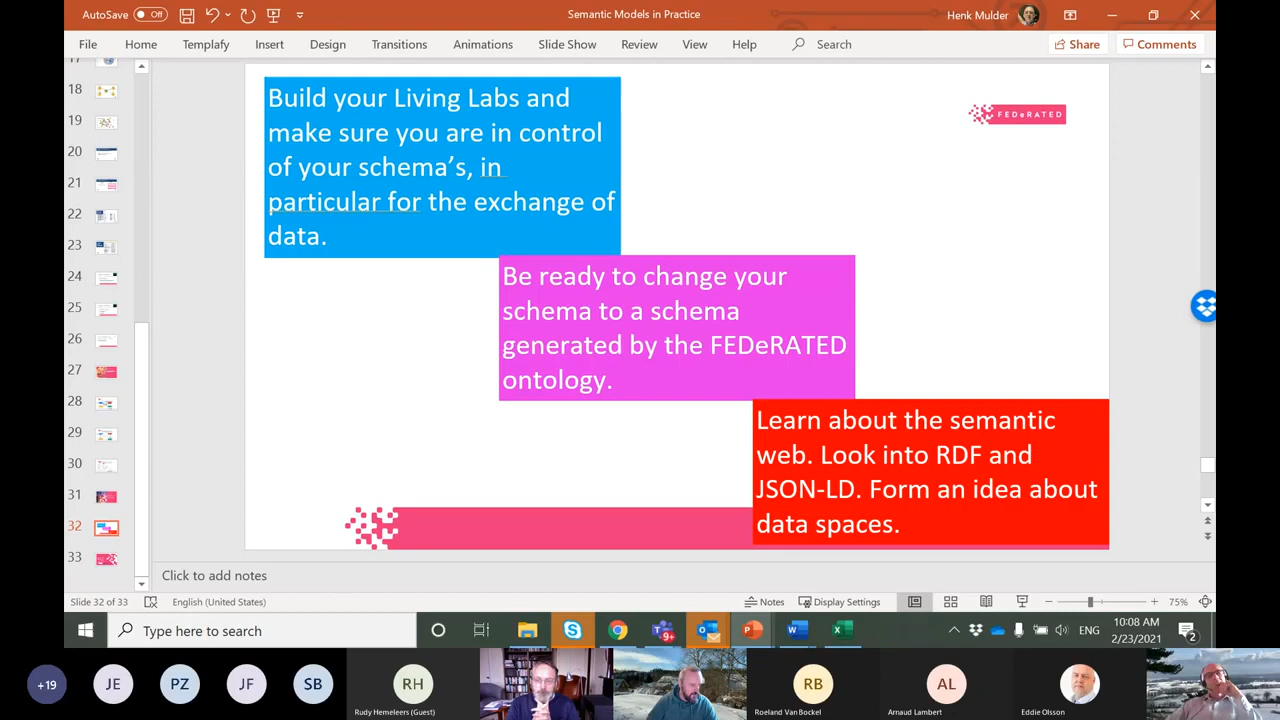 AutoSave Off
Semantic Models in Practice
Henk Mulder
File Home Templafy Insert Design Transitions Animations Slide Show Review View Help Search Share Comments
17
18
19
20
21
22
23
24
25
26
27
28
29
30
31
32
33
Build your Living Labs and
make sure you are in control
of your schema's, in
particular for the exchange of
data.
FEDeRATED
Be ready to change your
schema to a schema
generated by the FEDeRATED
ontology.
Learn about the semantic
web. Look into RDF and
JSON-LD. Form an idea about
data spaces.
Click to add notes
Slide 32 of 33 English (United States) Notes Display Settings 75%
Type here to search
9+
ENG
10:08 AM
2/23/2021
2
+19 JE PZ JF SB RH RB AL
Rudy Hemeleers (Guest) Roeland Van Bockel Arnaud Lambert Eddie Olsson